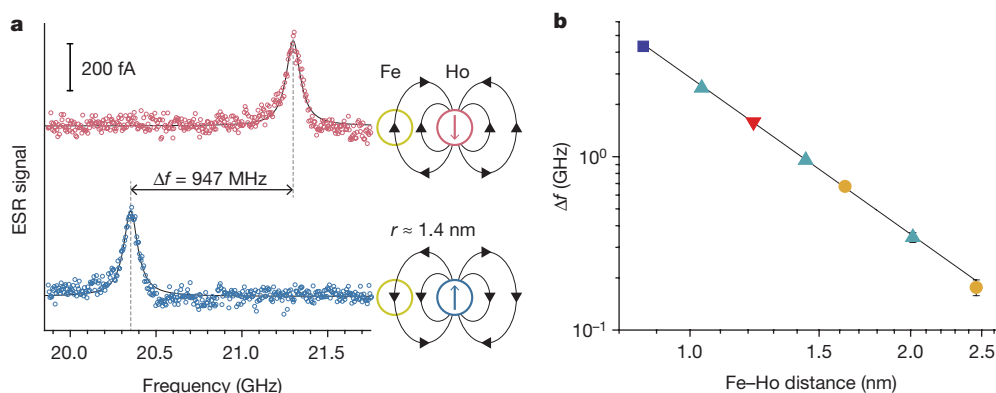 a
200 fA
Fe
Ho
Δf = 947 MHz
ESR signal
r ≈ 1.4 nm
20.0 20.5 21.0 21.5
Frequency (GHz)
b
10⁰
10⁻¹
Δf (GHz)
1.0 1.5 2.0 2.5
Fe–Ho distance (nm)